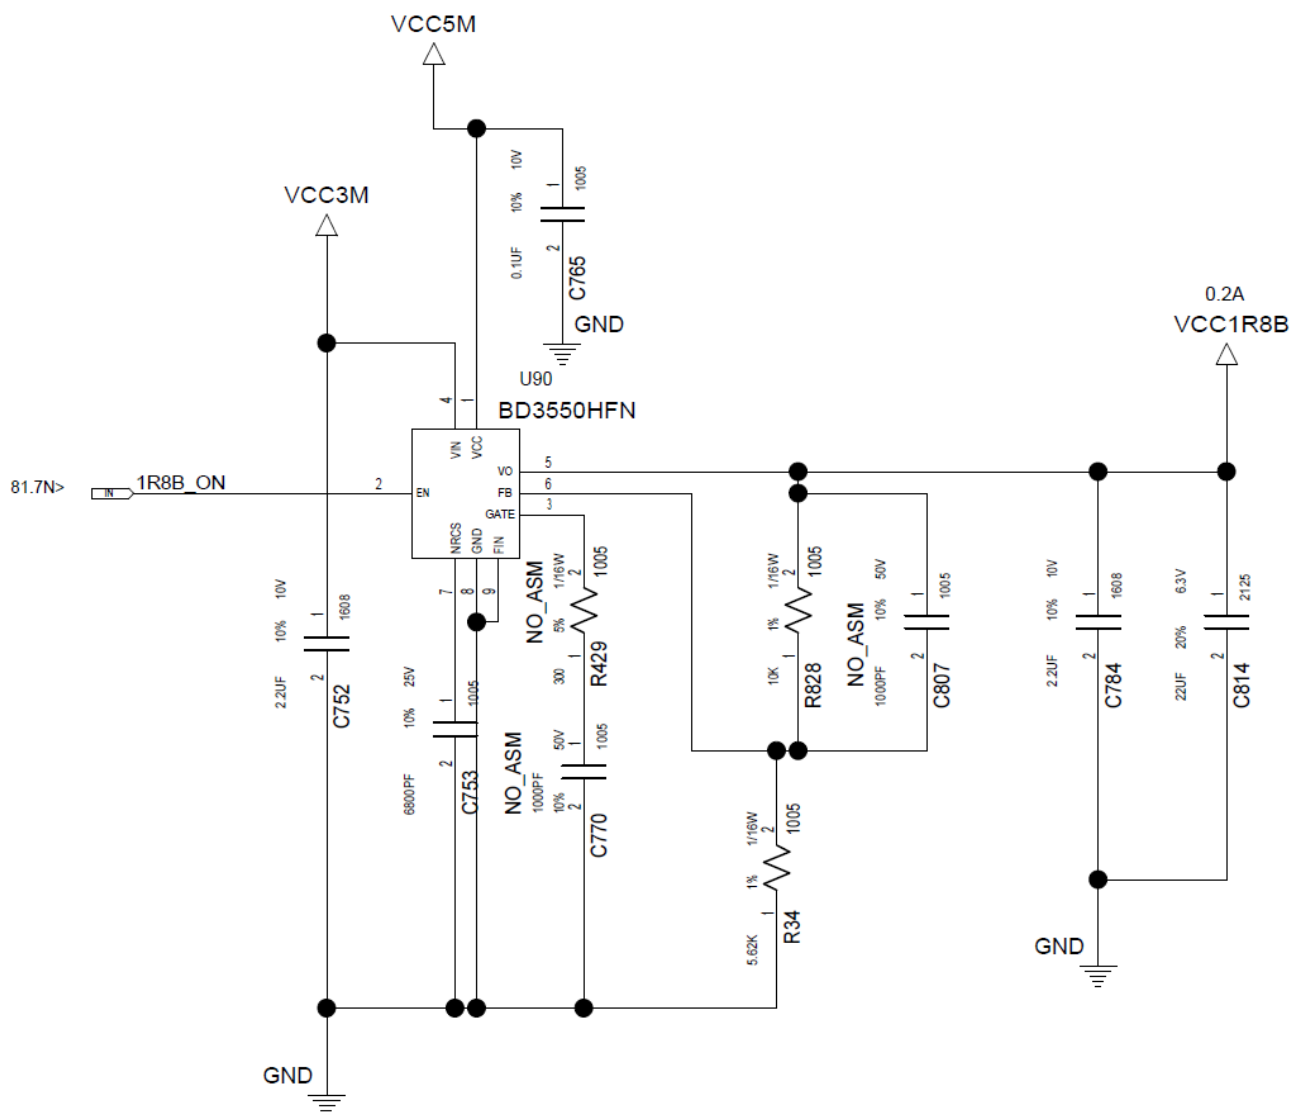 VCC5M
10V
10%
0.1UF
1
1005
2
C765
GND
VCC3M
0.2A
VCC1R8B
U90
BD3550HFN
4
1
VIN
VCC
VO
5
FB
6
GATE
3
EN
2
NRCS
GND
FIN
7
8
9
81.7N>
IN
1R8B_ON
10V
10%
2.2UF
1
1608
2
C752
25V
10%
6800PF
1
1005
2
C753
NO_ASM
1/16W
5%
300
2
1005
1
R429
NO_ASM
50V
1000PF
10%
1
1005
2
C770
1/16W
1%
10K
2
1005
1
R828
NO_ASM
50V
10%
1000PF
1
1005
2
C807
1/16W
1%
5.62K
2
1005
1
R34
10V
10%
2.2UF
1
1608
2
C784
6.3V
20%
22UF
1
2125
2
C814
GND
GND